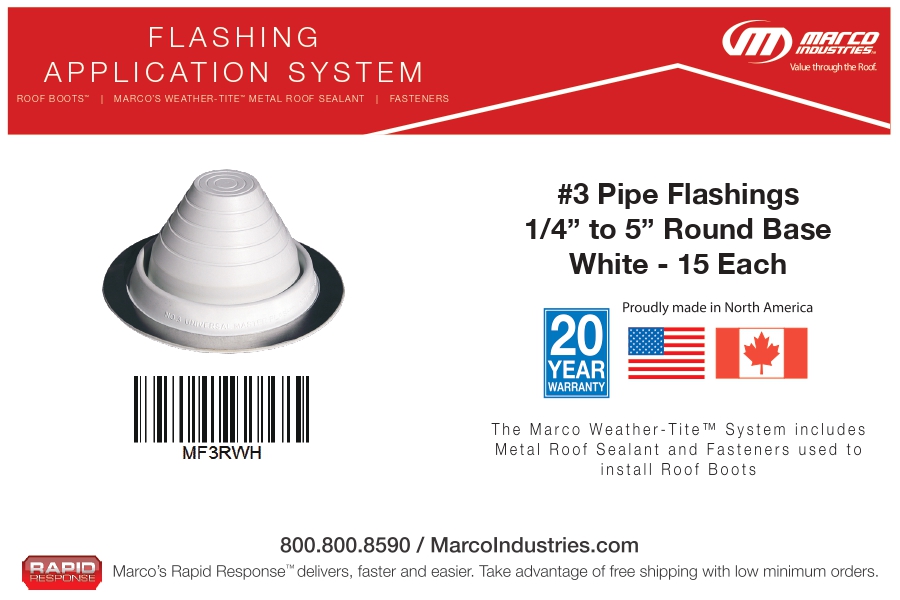 FLASHING
APPLICATION SYSTEM
ROOF BOOTS™ | MARCO'S WEATHER-TITE™ METAL ROOF SEALANT | FASTENERS
MARCO
INDUSTRIES™
Value through the Roof.
#3 Pipe Flashings
1/4” to 5” Round Base
White - 15 Each
Proudly made in North America
20
YEAR
WARRANTY
The Marco Weather-Tite™ System includes
Metal Roof Sealant and Fasteners used to
install Roof Boots
MF3RWH
800.800.8590 / MarcoIndustries.com
RAPID
RESPONSE
Marco's Rapid Response™ delivers, faster and easier. Take advantage of free shipping with low minimum orders.